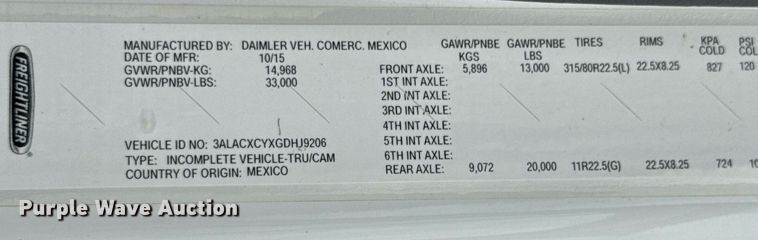 FREIGHTLINER
MANUFACTURED BY: DAIMLER VEH. COMERC. MEXICO
DATE OF MFR: 10/15
GVWR/PNBV-KG: 14,968
GVWR/PNBV-LBS: 33,000
VEHICLE ID NO: 3ALACXCYXGDHJ9206
TYPE: INCOMPLETE VEHICLE-TRU/CAM
COUNTRY OF ORIGIN: MEXICO
GAWR/PNBE GAWR/PNBE TIRES RIMS KPA PSI
KGS LBS COLD COL
FRONT AXLE: 5,896 13,000 315/80R22.5(L) 22.5X8.25 827 120
1ST INT AXLE:
2ND INT AXLE:
3RD INT AXLE:
4TH INT AXLE:
5TH INT AXLE:
6TH INT AXLE:
REAR AXLE: 9,072 20,000 11R22.5(G) 22.5X8.25 724 10
Purple Wave Auction